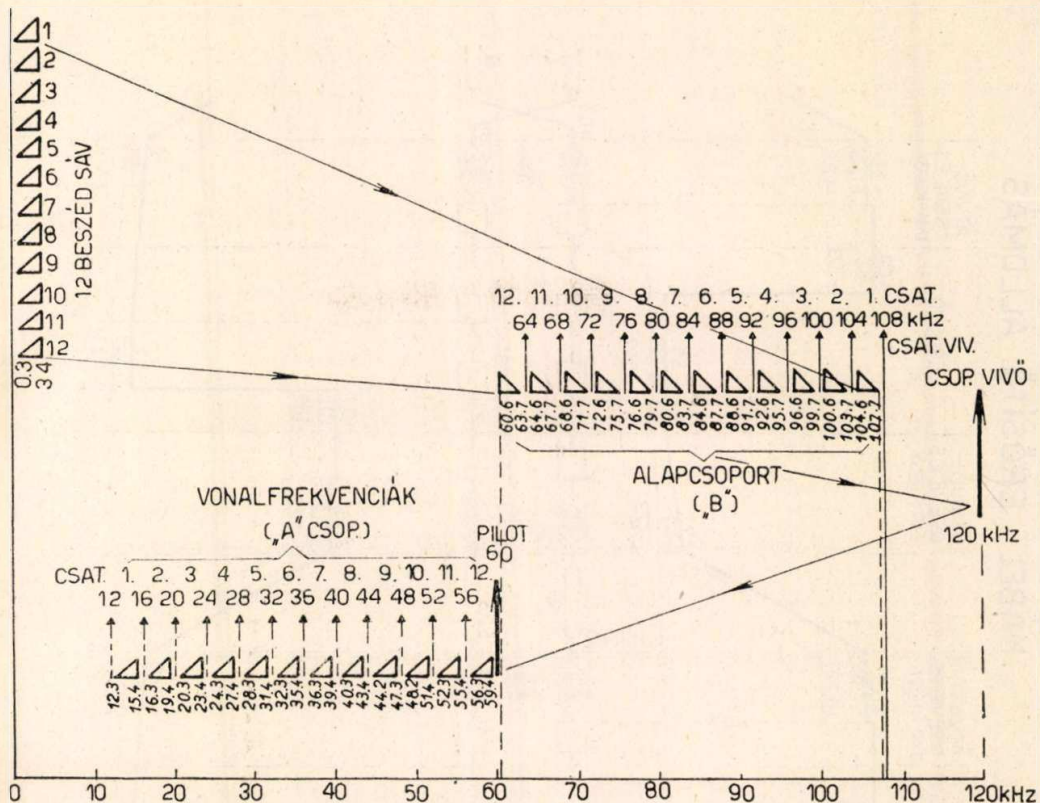 1
2
3
4
5
6
7
8
9
10
11
12
12 BESZÉD SÁV
0.3
3 4
12. 11. 10. 9. 8. 7. 6. 5. 4. 3. 2. 1. CSAT.
64 68 72 76 80 84 88 92 96 100 104 108 kHz
CSAT. VIV.
CSOP. VIVŐ
60.6 63.7 64.6 67.7 68.6 71.7 72.6 75.7 76.6 79.7 80.6 83.7 84.6 87.7 88.6 91.7 92.6 95.7 96.6 99.7 100.6 103.7 104.6 107.7
ALAPCSOPORT
(„B")
120 kHz
VONALFREKVENCIÁK
(„A" CSOP.)
PILOT
60
CSAT. 1. 2. 3 4 5. 6. 7. 8. 9. 10. 11. 12.
12 16 20 24 28 32 36 40 44 48 52 56
12.3 15.4 16.3 19.4 20.3 23.4 24.3 27.4 28.3 31.4 32.3 35.4 36.3 39.4 40.3 43.4 44.2 47.3 48.2 51.4 52.3 55.4 56.3 59.4
0 10 20 30 40 50 60 70 80 90 100 110 120kHz